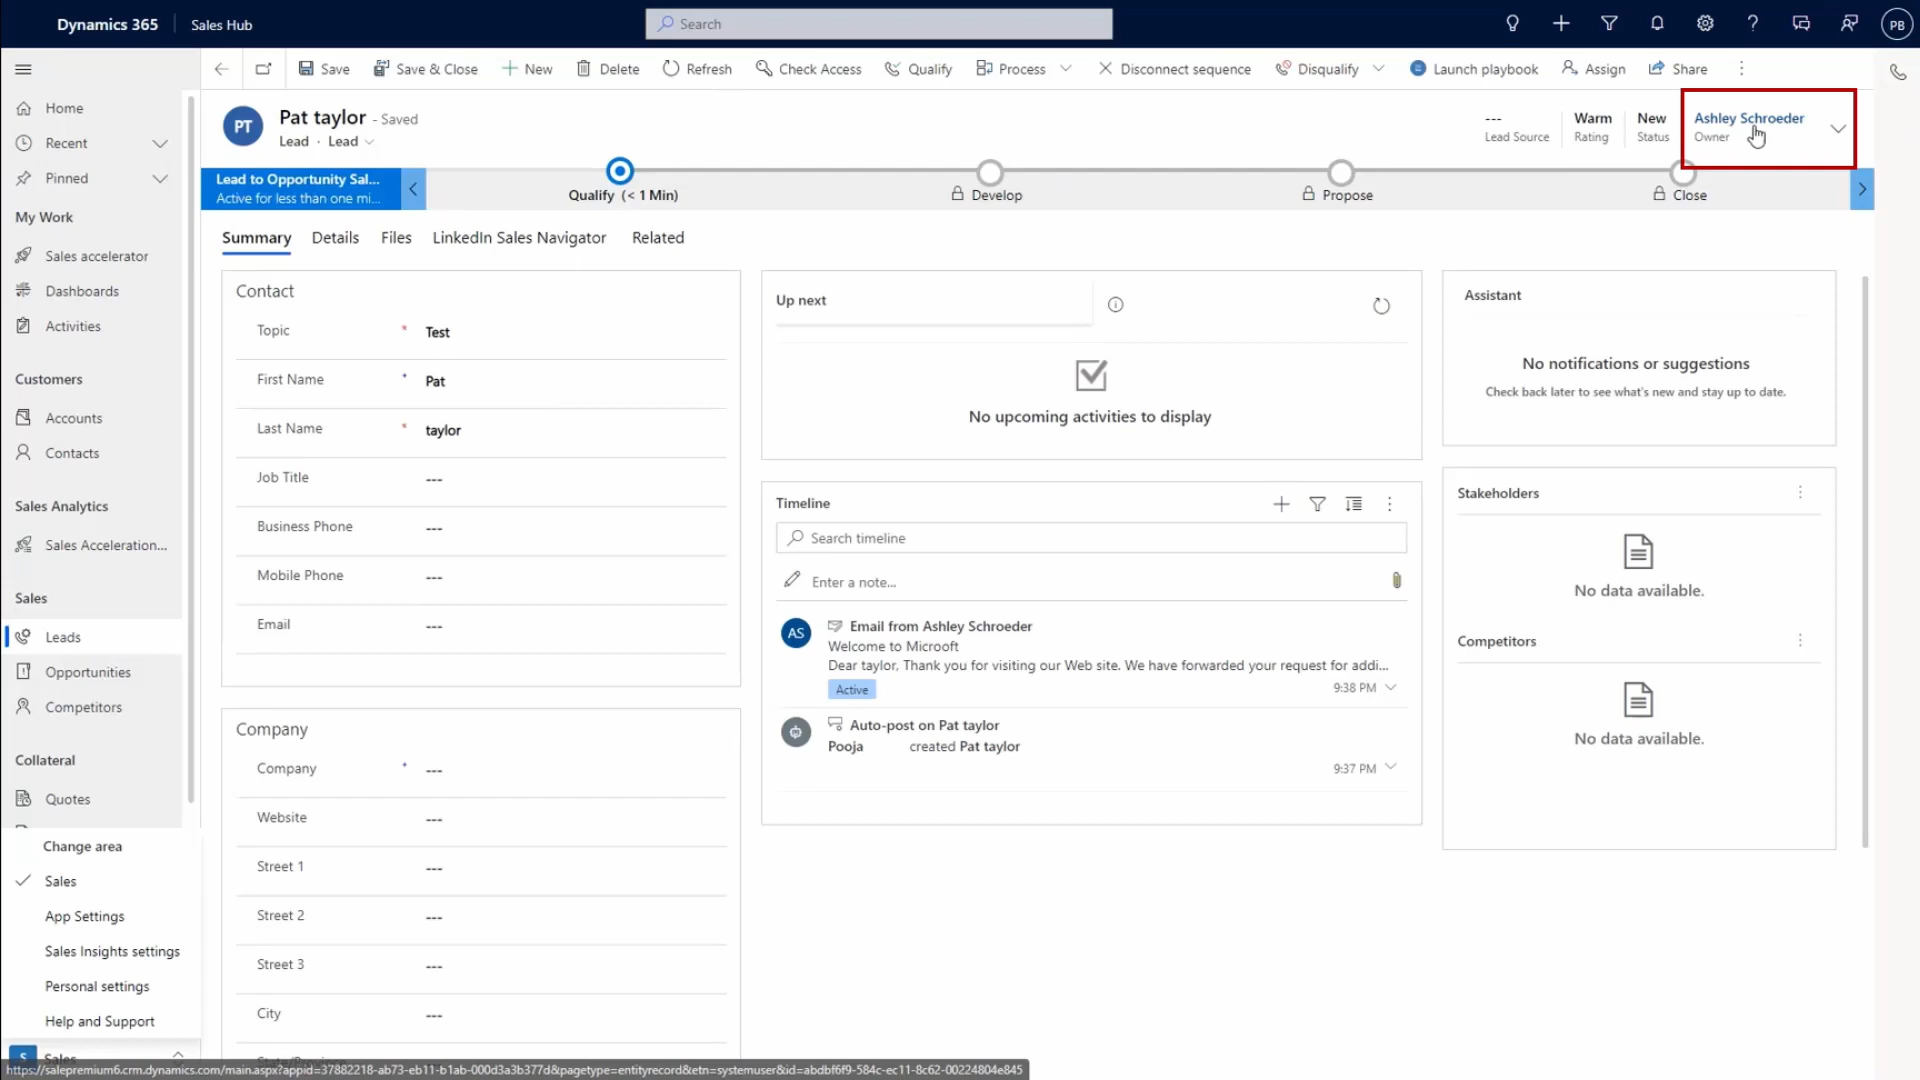 Dynamics 365
Sales Hub
Search
PB
Save
Save & Close
New
Delete
Refresh
Check Access
Qualify
Process
Disconnect sequence
Disqualify
Launch playbook
Assign
Share
Home
Recent
Pinned
My Work
Sales accelerator
Dashboards
Activities
Customers
Accounts
Contacts
Sales Analytics
Sales Acceleration...
Sales
Leads
Opportunities
Competitors
Collateral
Quotes
Change area
Sales
App Settings
Sales Insights settings
Personal settings
Help and Support
S
Sales
PT
Pat taylor - Saved
Lead · Lead
---
Lead Source
Warm
Rating
New
Status
Ashley Schroeder
Owner
Lead to Opportunity Sal...
Active for less than one mi...
Qualify (< 1 Min)
Develop
Propose
Close
Summary
Details
Files
LinkedIn Sales Navigator
Related
Contact
Topic * Test
First Name * Pat
Last Name * taylor
Job Title ---
Business Phone ---
Mobile Phone ---
Email ---
Company
Company * ---
Website ---
Street 1 ---
Street 2 ---
Street 3 ---
City ---
State/Province
Up next
No upcoming activities to display
Timeline
Search timeline
Enter a note...
AS
Email from Ashley Schroeder
Welcome to Microoft
Dear taylor, Thank you for visiting our Web site. We have forwarded your request for addi...
Active
9:38 PM
Auto-post on Pat taylor
Pooja created Pat taylor
9:37 PM
Assistant
No notifications or suggestions
Check back later to see what's new and stay up to date.
Stakeholders
No data available.
Competitors
No data available.
https://salepremium6.crm.dynamics.com/main.aspx?appid=37882218-ab73-eb11-b1ab-000d3a3b377d&pagetype=entityrecord&etn=systemuser&id=abdbf6f9-584c-ec11-8c62-00224804e845